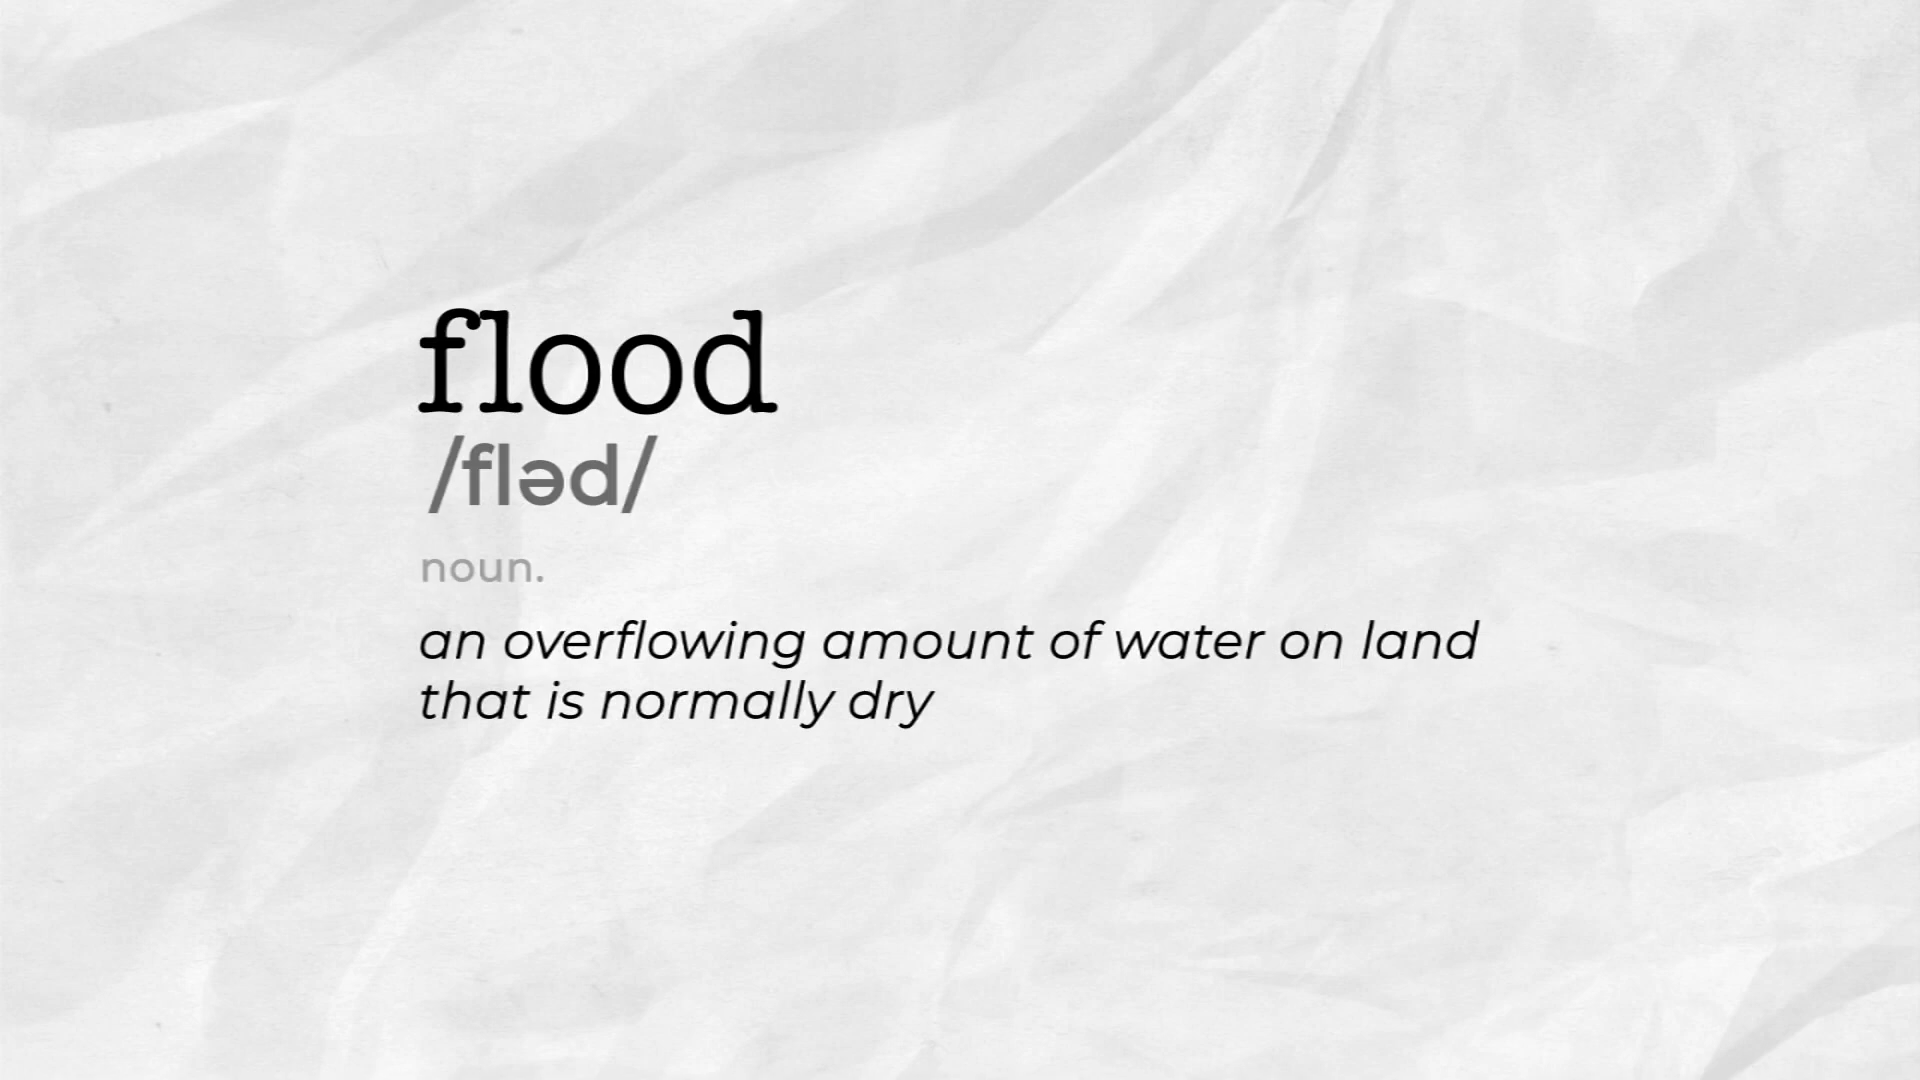 flood
/fləd/
noun.
an overflowing amount of water on land
that is normally dry